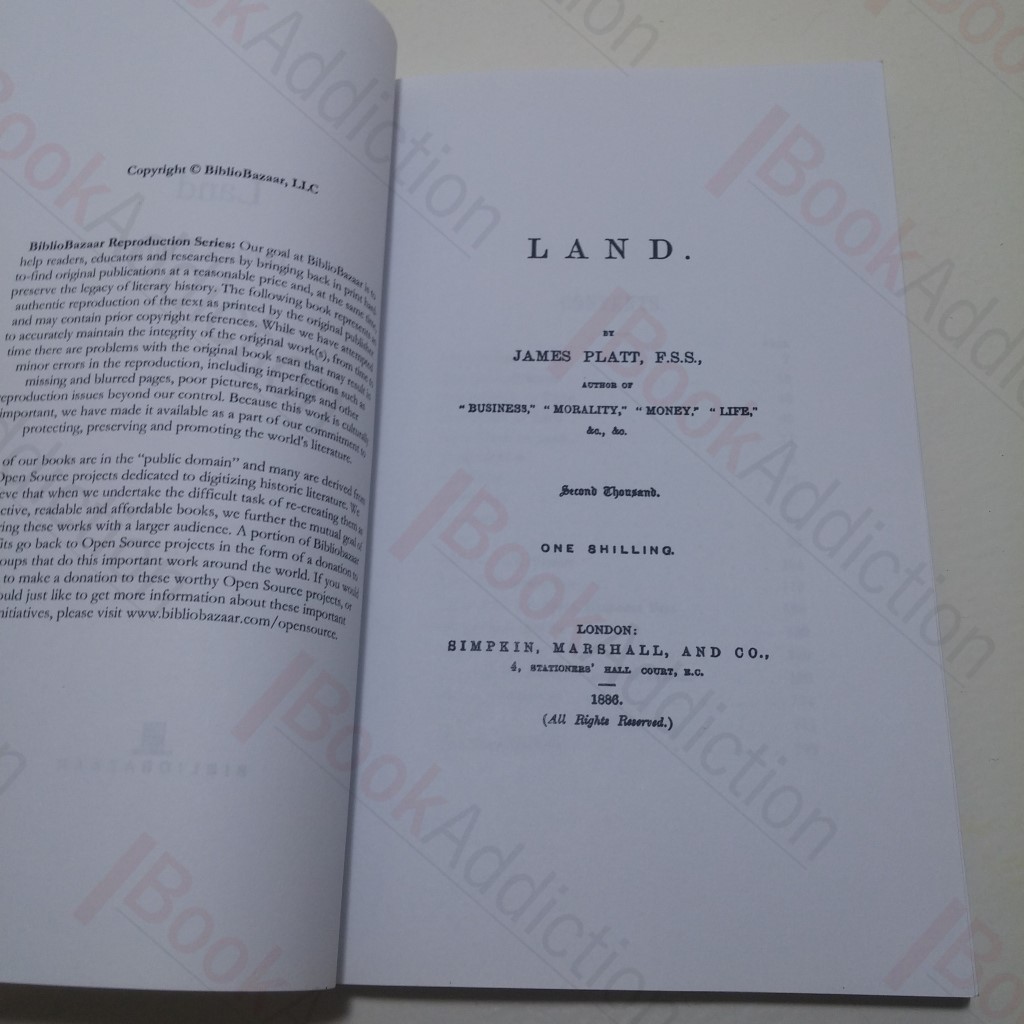 Copyright © BiblioBazaar, LLC
BiblioBazaar Reproduction Series: Our goal at BiblioBazaar is to
help readers, educators and researchers by bringing back in print hard-
to-find original publications at a reasonable price and, at the same time,
preserve the legacy of literary history. The following book represents an
authentic reproduction of the text as printed by the original publisher
and may contain prior copyright references. While we have attempted
to accurately maintain the integrity of the original work(s), from time to
time there are problems with the original book scan that may result in
minor errors in the reproduction, including imperfections such as
missing and blurred pages, poor pictures, markings and other
reproduction issues beyond our control. Because this work is culturally
important, we have made it available as a part of our commitment to
protecting, preserving and promoting the world's literature.
of our books are in the "public domain" and many are derived from
Open Source projects dedicated to digitizing historic literature. We
eve that when we undertake the difficult task of re-creating them as
ctive, readable and affordable books, we further the mutual goal of
ring these works with a larger audience. A portion of Bibliobazaar
its go back to Open Source projects in the form of a donation to
oups that do this important work around the world. If you would
to make a donation to these worthy Open Source projects, or
ould just like to get more information about these important
nitiatives, please visit www.bibliobazaar.com/opensource.
LAND.
BY
JAMES PLATT, F.S.S.,
AUTHOR OF
"BUSINESS," "MORALITY," "MONEY," "LIFE,"
&c., &c.
Second Thousand.
ONE SHILLING.
LONDON:
SIMPKIN, MARSHALL, AND CO.,
4, STATIONERS' HALL COURT, E.C.
1886.
(All Rights Reserved.)
BookAddiction